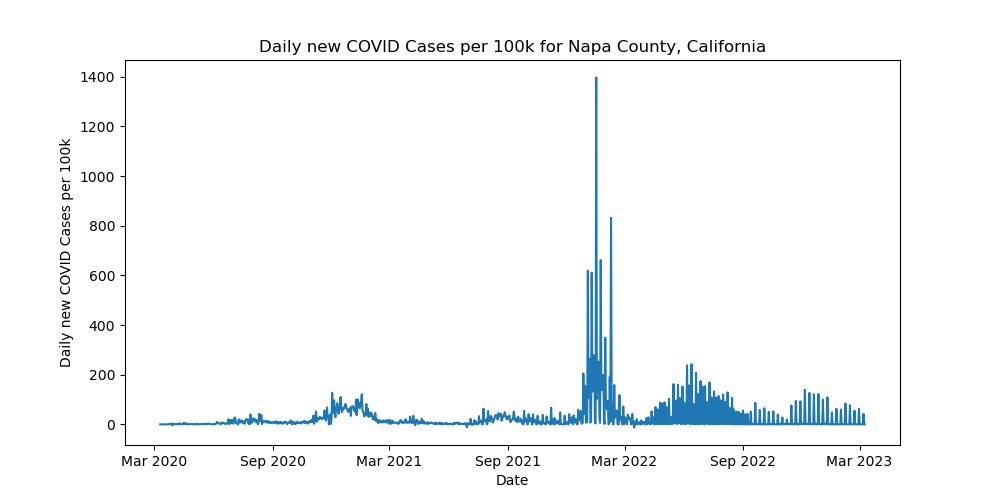 Daily new COVID Cases per 100k for Napa County, California
Daily new COVID Cases per 100k
1400
1200
1000
800
600
400
200
0
Mar 2020 Sep 2020 Mar 2021 Sep 2021 Mar 2022 Sep 2022 Mar 2023
Date